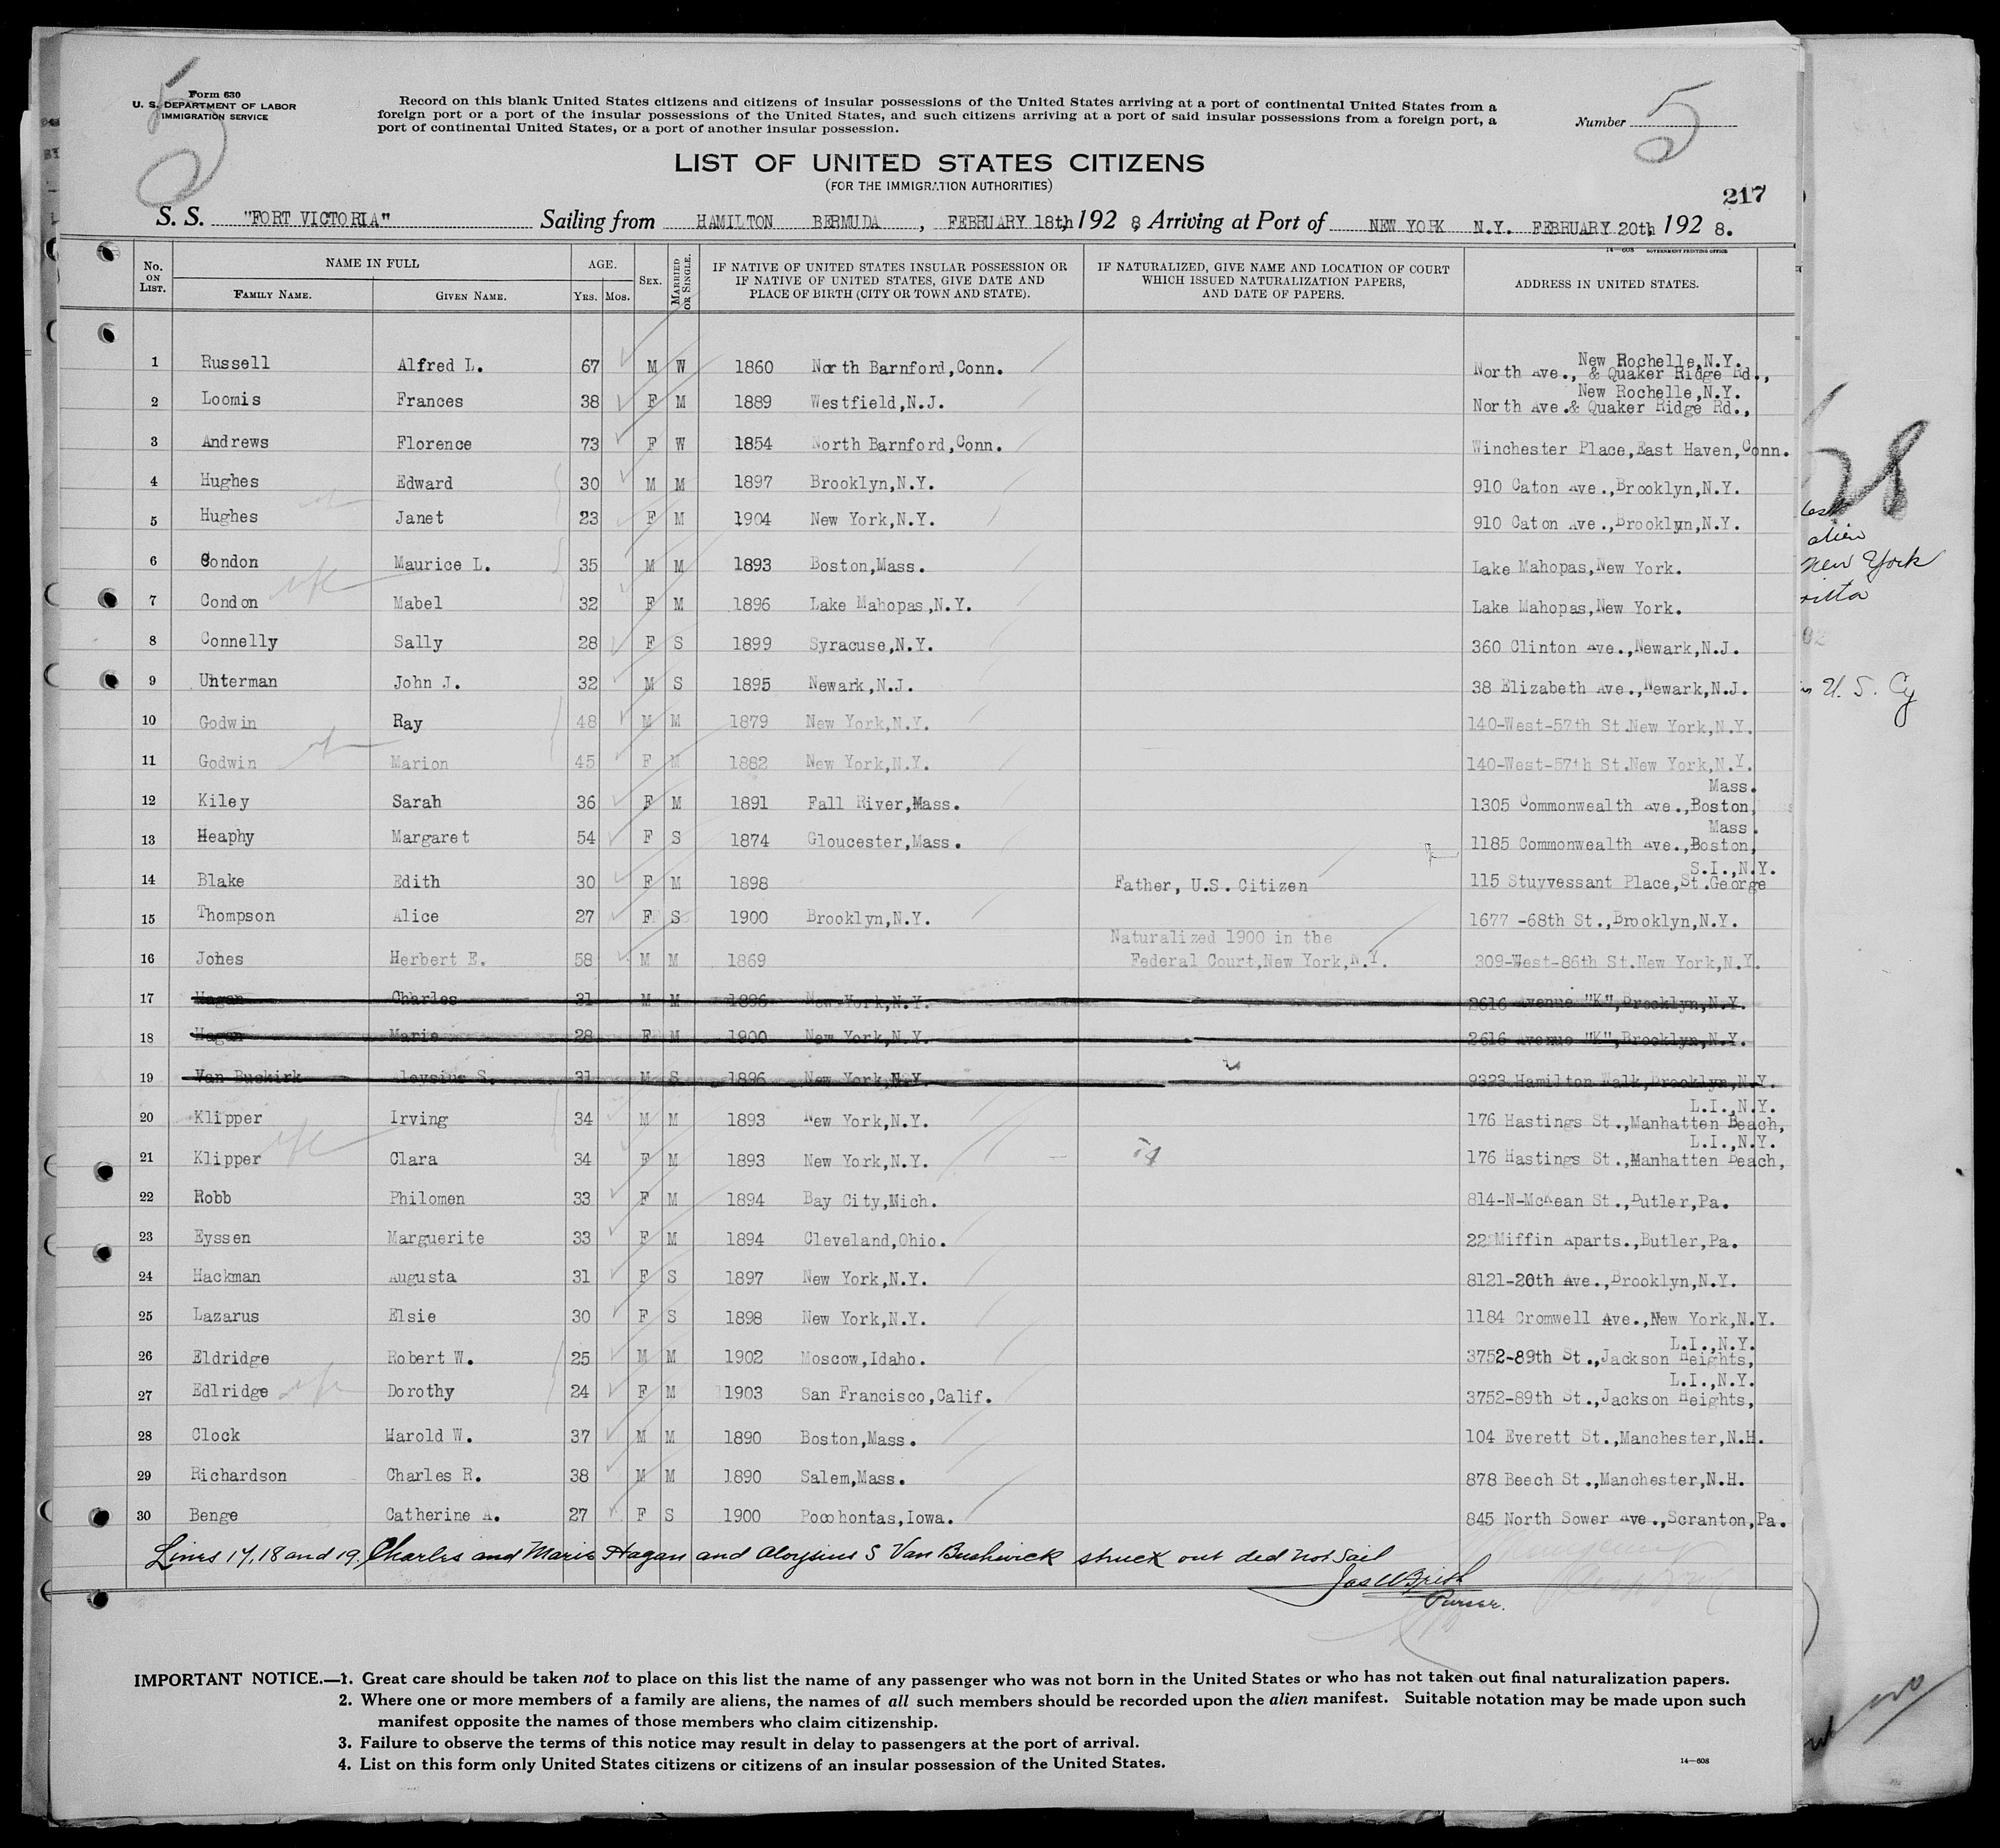 Form 630
U. S. DEPARTMENT OF LABOR
IMMIGRATION SERVICE
5
Record on this blank United States citizens and citizens of insular possessions of the United States arriving at a port of continental United States from a
foreign port or a port of the insular possessions of the United States, and such citizens arriving at a port of said insular possessions from a foreign port, a
port of continental United States, or a port of another insular possession.
Number 5
LIST OF UNITED STATES CITIZENS
(FOR THE IMMIGRATION AUTHORITIES)
217
S. S. "FORT VICTORIA" Sailing from HAMILTON BERMUDA , FEBRUARY 18th, 192 8, Arriving at Port of NEW YORK N.Y. FEBRUARY 20th 192 8.
14—608 GOVERNMENT PRINTING OFFICE
No. ON LIST. NAME IN FULL FAMILY NAME. GIVEN NAME. AGE. YRS. MOS. SEX. MARRIED OR SINGLE. IF NATIVE OF UNITED STATES INSULAR POSSESSION OR IF NATIVE OF UNITED STATES, GIVE DATE AND PLACE OF BIRTH (CITY OR TOWN AND STATE). IF NATURALIZED, GIVE NAME AND LOCATION OF COURT WHICH ISSUED NATURALIZATION PAPERS, AND DATE OF PAPERS. ADDRESS IN UNITED STATES.
1 Russell Alfred L. 67 M W 1860 North Barnford,Conn. New Rochelle,N.Y. North Ave., & Quaker Ridge Rd.,
2 Loomis Frances 38 F M 1889 Westfield,N.J. New Rochelle,N.Y. North Ave.& Quaker Ridge Rd.,
3 Andrews Florence 73 F W 1854 North Barnford,Conn. Winchester Place,East Haven,Conn.
4 Hughes Edward 30 M M 1897 Brooklyn,N.Y. 910 Caton Ave.,Brooklyn,N.Y.
5 Hughes Janet 23 F M 1904 New York,N.Y. 910 Caton Ave.,Brooklyn,N.Y.
6 Condon Maurice L. 35 M M 1893 Boston,Mass. Lake Mahopas,New York.
7 Condon Mabel 32 F M 1896 Lake Mahopas,N.Y. Lake Mahopas,New York.
8 Connelly Sally 28 F S 1899 Syracuse,N.Y. 360 Clinton Ave.,Newark,N.J.
9 Unterman John J. 32 M S 1895 Newark,N.J. 38 Elizabeth Ave.,Newark,N.J.
10 Godwin Ray 48 M M 1879 New York,N.Y. 140-West-57th St.New York,N.Y.
11 Godwin Marion 45 F M 1882 New York,N.Y. 140-West-57th St.New York,N.Y.
12 Kiley Sarah 36 F M 1891 Fall River,Mass. Mass. 1305 Commonwealth Ave.,Boston,
13 Heaphy Margaret 54 F S 1874 Gloucester,Mass. Mass. 1185 Commonwealth Ave.,Boston,
14 Blake Edith 30 F M 1898 Father, U.S. Citizen S.I.,N.Y. 115 Stuyvessant Place,St.George
15 Thompson Alice 27 F S 1900 Brooklyn,N.Y. 1677 -68th St.,Brooklyn,N.Y.
16 Johes Herbert E. 58 M M 1869 Naturalized 1900 in the Federal Court,New York,N.Y. 309-West-86th St.New York,N.Y.
17 Hagan Charles 31 M M 1896 New York,N.Y. 2616 Avenue "K",Brooklyn,N.Y.
18 Hagan Marie 28 F M 1900 New York,N.Y. 2616 Avenue "K",Brooklyn,N.Y.
19 Van Buskirk Aloysius S. 31 M S 1896 New York,N.Y. 9323 Hamilton Walk,Brooklyn,N.Y.
20 Klipper Irving 34 M M 1893 New York,N.Y. L.I.,N.Y. 176 Hastings St.,Manhatten Beach,
21 Klipper Clara 34 F M 1893 New York,N.Y. L.I.,N.Y. 176 Hastings St.,Manhatten Beach,
22 Robb Philomen 33 F M 1894 Bay City,Mich. 814-N-McKean St.,Butler,Pa.
23 Eyssen Marguerite 33 F M 1894 Cleveland,Ohio. 22 Miffin Aparts.,Butler,Pa.
24 Hackman Augusta 31 F S 1897 New York,N.Y. 8121-20th Ave.,Brooklyn,N.Y.
25 Lazarus Elsie 30 F S 1898 New York,N.Y. 1184 Cromwell Ave.,New York,N.Y.
26 Eldridge Robert W. 25 M M 1902 Moscow,Idaho. L.I.,N.Y. 3752-89th St.,Jackson Heights,
27 Edlridge Dorothy 24 F M 1903 San Francisco,Calif. L.I.,N.Y. 3752-89th St.,Jackson Heights,
28 Clock Harold W. 37 M M 1890 Boston,Mass. 104 Everett St.,Manchester,N.H.
29 Richardson Charles R. 38 M M 1890 Salem,Mass. 878 Beech St.,Manchester,N.H.
30 Benge Catherine A. 27 F S 1900 Pocohontas,Iowa. 845 North Sower Ave.,Scranton,Pa.
Lines 17,18 and 19. Charles and Marie Hagan and Aloysius S Van Bushwick struck out ded not sail
Purser.
IMPORTANT NOTICE.—1. Great care should be taken not to place on this list the name of any passenger who was not born in the United States or who has not taken out final naturalization papers.
2. Where one or more members of a family are aliens, the names of all such members should be recorded upon the alien manifest. Suitable notation may be made upon such
manifest opposite the names of those members who claim citizenship.
3. Failure to observe the terms of this notice may result in delay to passengers at the port of arrival.
4. List on this form only United States citizens or citizens of an insular possession of the United States.
14—608
28
alien
New York
U. S. Cy